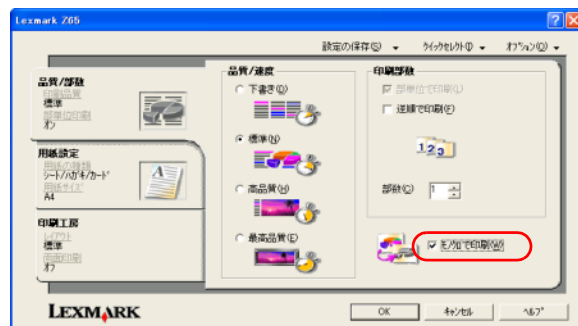 Lexmark Z65
設定の保存(S) ▼ クイックセレクト(I) ▼ オプション(O) ▼
品質/部数
印刷品質
標準
部単位印刷
オン
用紙設定
用紙の種類
シート/ハガキ/カード
用紙サイズ
A4
印刷工房
レイアウト
標準
両面印刷
オフ
品質/速度
下書き(D)
標準(N)
高品質(H)
最高品質(E)
印刷部数
部単位で印刷(L)
逆順で印刷(F)
1 2 3
部数(C) 1
モノクロで印刷(W)
LEXMARK
OK キャンセル ヘルプ